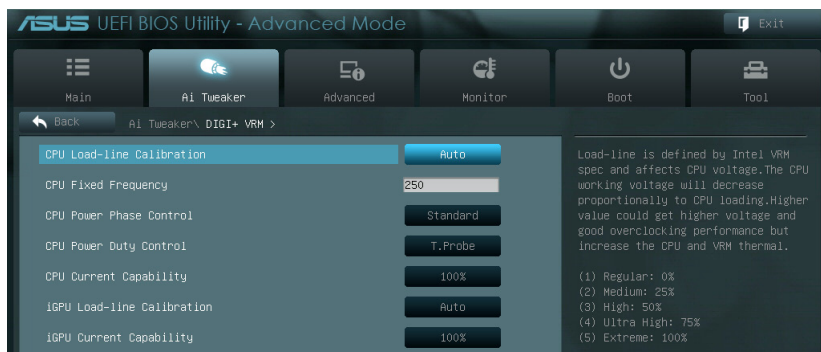 ASUS UEFI BIOS Utility - Advanced Mode
Exit
Main
Ai Tweaker
Advanced
Monitor
Boot
Tool
Back
Ai Tweaker\ DIGI+ VRM >
CPU Load-line Calibration Auto
CPU Fixed Frequency 250
CPU Power Phase Control Standard
CPU Power Duty Control T.Probe
CPU Current Capability 100%
iGPU Load-line Calibration Auto
iGPU Current Capability 100%
Load-line is defined by Intel VRM
spec and affects CPU voltage.The CPU
working voltage will decrease
proportionally to CPU loading.Higher
value could get higher voltage and
good overclocking performance but
increase the CPU and VRM thermal.
(1) Regular: 0%
(2) Medium: 25%
(3) High: 50%
(4) Ultra High: 75%
(5) Extreme: 100%